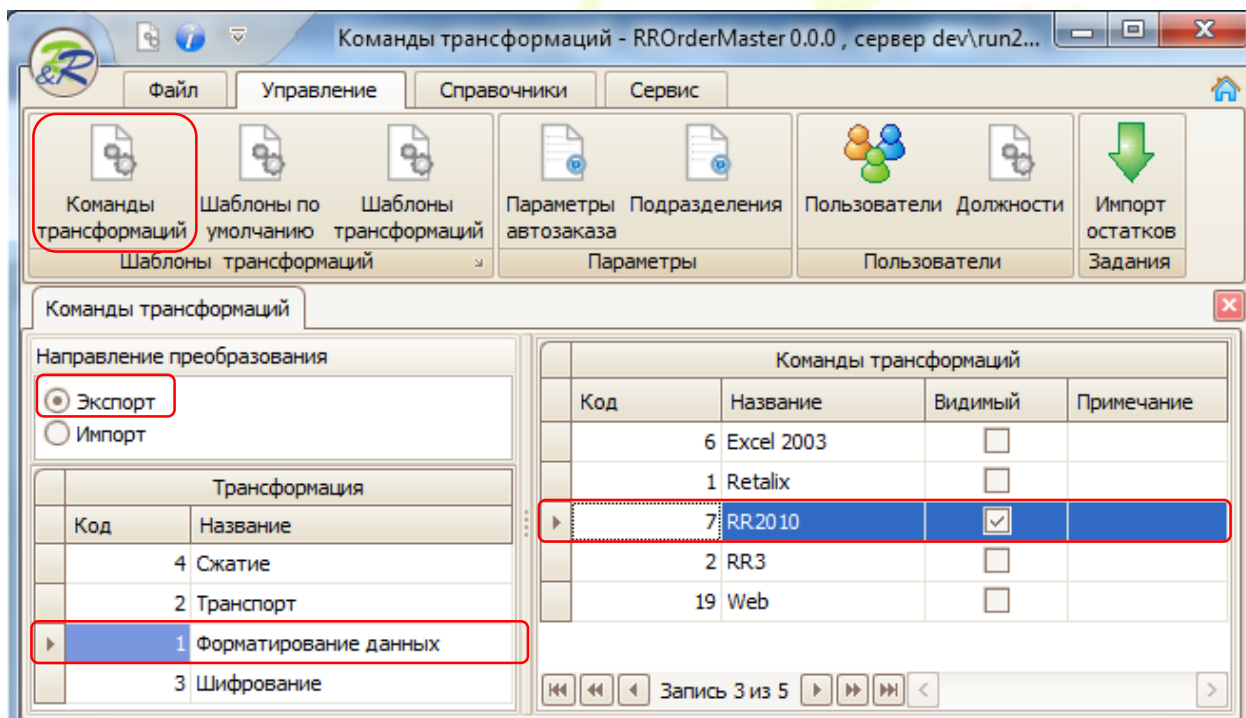 Команды трансформаций - RROrderMaster 0.0.0 , сервер dev\run2...
&R
Файл Управление Справочники Сервис
Команды трансформаций
Шаблоны по умолчанию
Шаблоны трансформаций
Параметры автозаказа
Подразделения
Пользователи
Должности
Импорт остатков
Шаблоны трансформаций Параметры Пользователи Задания
Команды трансформаций
Направление преобразования
Экспорт
Импорт
Трансформация
Код Название
4 Сжатие
2 Транспорт
1 Форматирование данных
3 Шифрование
Команды трансформаций
Код Название Видимый Примечание
6 Excel 2003
1 Retalix
7 RR2010
2 RR3
19 Web
Запись 3 из 5